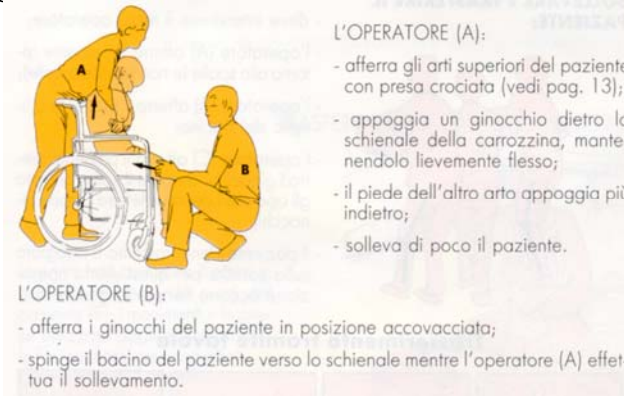 L'OPERATORE (A):
- afferra gli arti superiori del paziente
con presa crociata (vedi pag. 13);
- appoggia un ginocchio dietro lo
schienale della carrozzina, mante-
nendolo lievemente flesso;
- il piede dell'altro arto appoggia più
indietro;
- solleva di poco il paziente.
A
B
L'OPERATORE (B):
- afferra i ginocchi del paziente in posizione accovacciata;
- spinge il bacino del paziente verso lo schienale mentre l'operatore (A) effet-
tua il sollevamento.